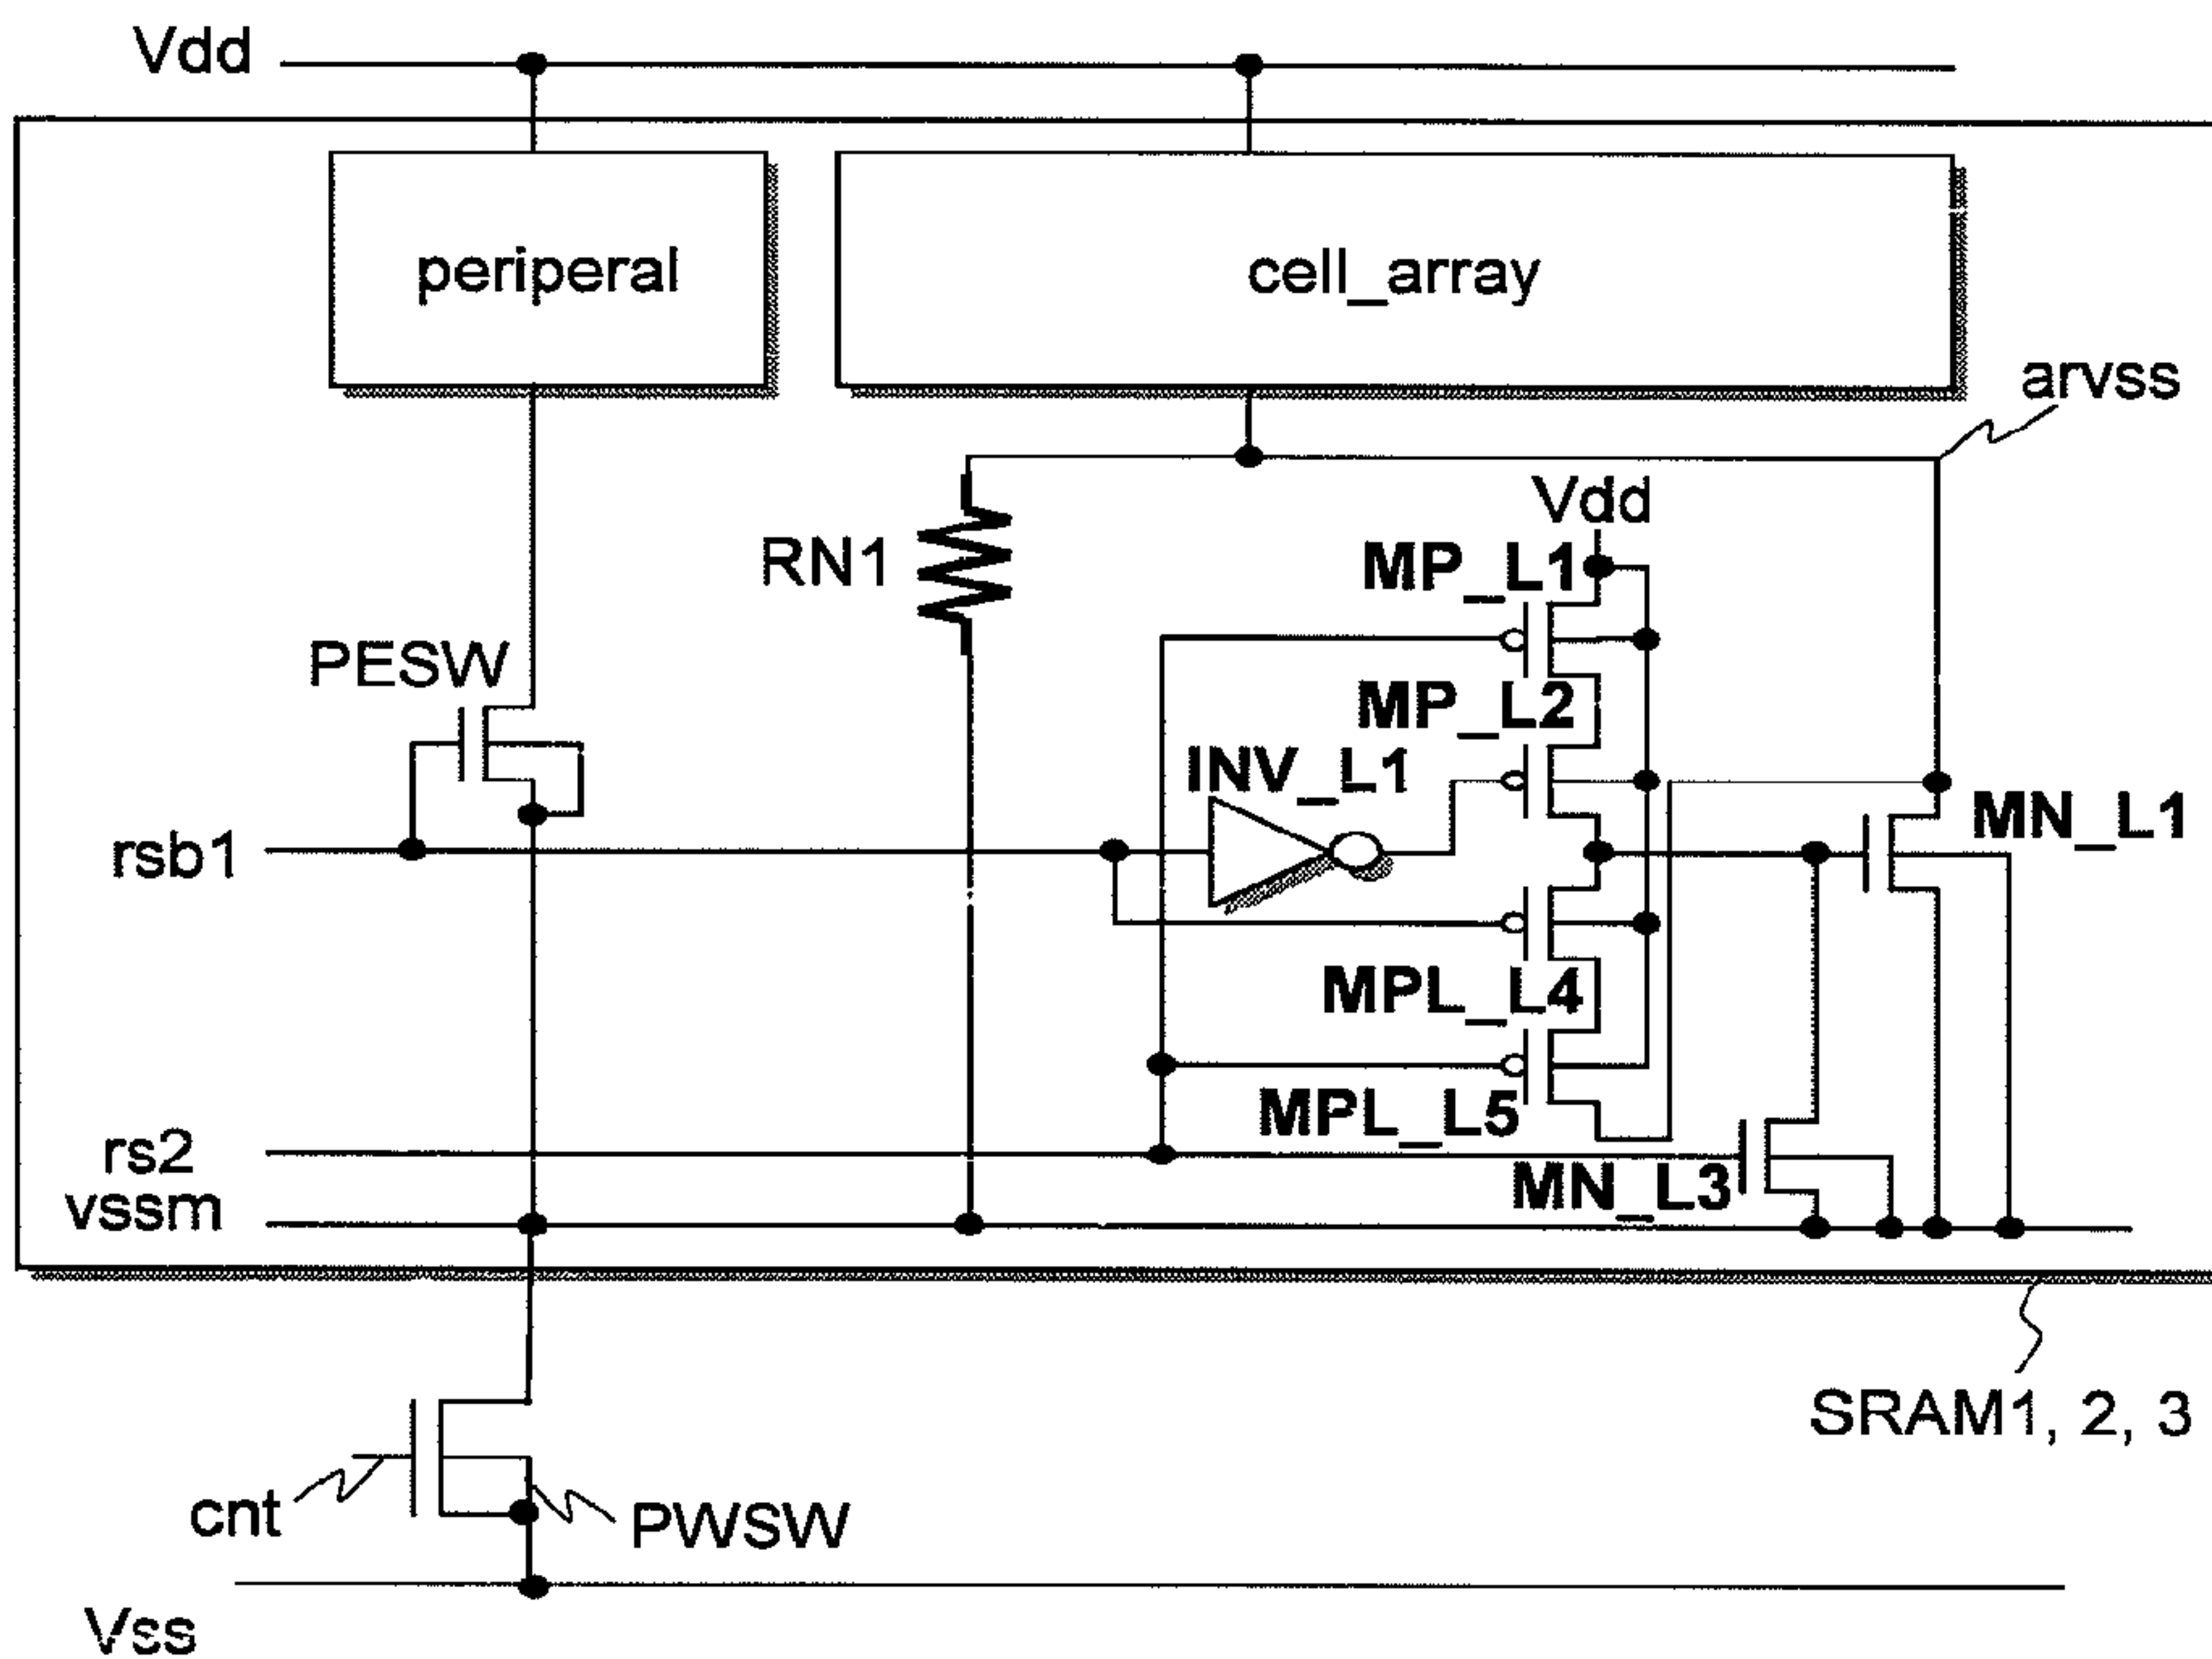 Vdd
periperal
cell_array
arvss
Vdd
RN1
MP_L1
PESW
MP_L2
INV_L1
MN_L1
rsb1
MPL_L4
MPL_L5
rs2
MN_L3
vssm
SRAM1, 2, 3
cnt
PWSW
Vss